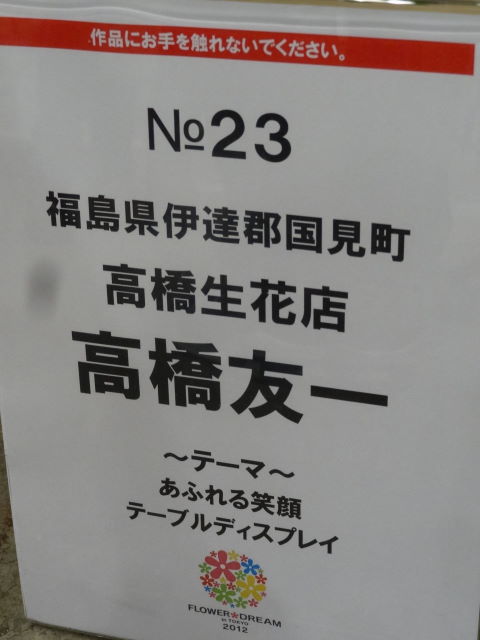 作品にお手を触れないでください。
№23
福島県伊達郡国見町
高橋生花店
高橋友一
～テーマ～
あふれる笑顔
テーブルディスプレイ
FLOWER★DREAM
in TOKYO
2012